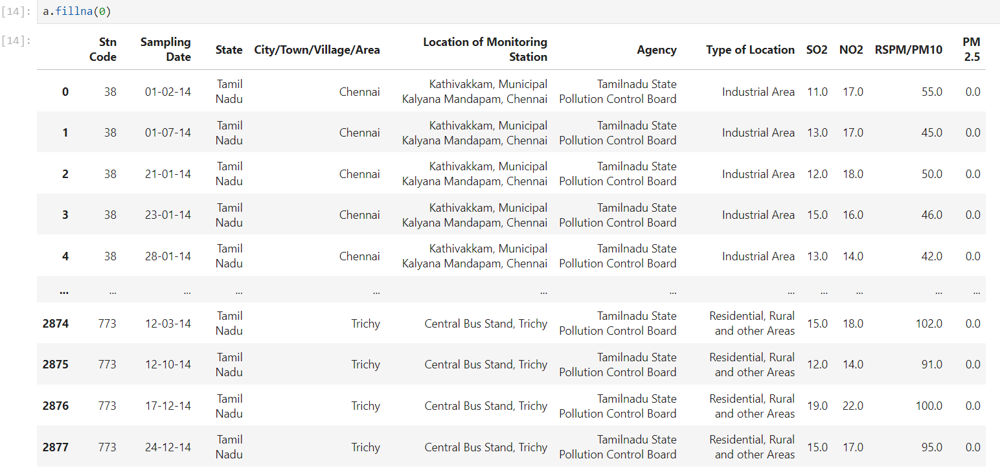 [14]: a.fillna(0)
[14]:
Stn Code Sampling Date State City/Town/Village/Area Location of Monitoring Station Agency Type of Location SO2 NO2 RSPM/PM10 PM 2.5
0 38 01-02-14 Tamil Nadu Chennai Kathivakkam, Municipal Kalyana Mandapam, Chennai Tamilnadu State Pollution Control Board Industrial Area 11.0 17.0 55.0 0.0
1 38 01-07-14 Tamil Nadu Chennai Kathivakkam, Municipal Kalyana Mandapam, Chennai Tamilnadu State Pollution Control Board Industrial Area 13.0 17.0 45.0 0.0
2 38 21-01-14 Tamil Nadu Chennai Kathivakkam, Municipal Kalyana Mandapam, Chennai Tamilnadu State Pollution Control Board Industrial Area 12.0 18.0 50.0 0.0
3 38 23-01-14 Tamil Nadu Chennai Kathivakkam, Municipal Kalyana Mandapam, Chennai Tamilnadu State Pollution Control Board Industrial Area 15.0 16.0 46.0 0.0
4 38 28-01-14 Tamil Nadu Chennai Kathivakkam, Municipal Kalyana Mandapam, Chennai Tamilnadu State Pollution Control Board Industrial Area 13.0 14.0 42.0 0.0
... ... ... ... ... ... ... ... ... ... ... ...
2874 773 12-03-14 Tamil Nadu Trichy Central Bus Stand, Trichy Tamilnadu State Pollution Control Board Residential, Rural and other Areas 15.0 18.0 102.0 0.0
2875 773 12-10-14 Tamil Nadu Trichy Central Bus Stand, Trichy Tamilnadu State Pollution Control Board Residential, Rural and other Areas 12.0 14.0 91.0 0.0
2876 773 17-12-14 Tamil Nadu Trichy Central Bus Stand, Trichy Tamilnadu State Pollution Control Board Residential, Rural and other Areas 19.0 22.0 100.0 0.0
2877 773 24-12-14 Tamil Nadu Trichy Central Bus Stand, Trichy Tamilnadu State Pollution Control Board Residential, Rural and other Areas 15.0 17.0 95.0 0.0